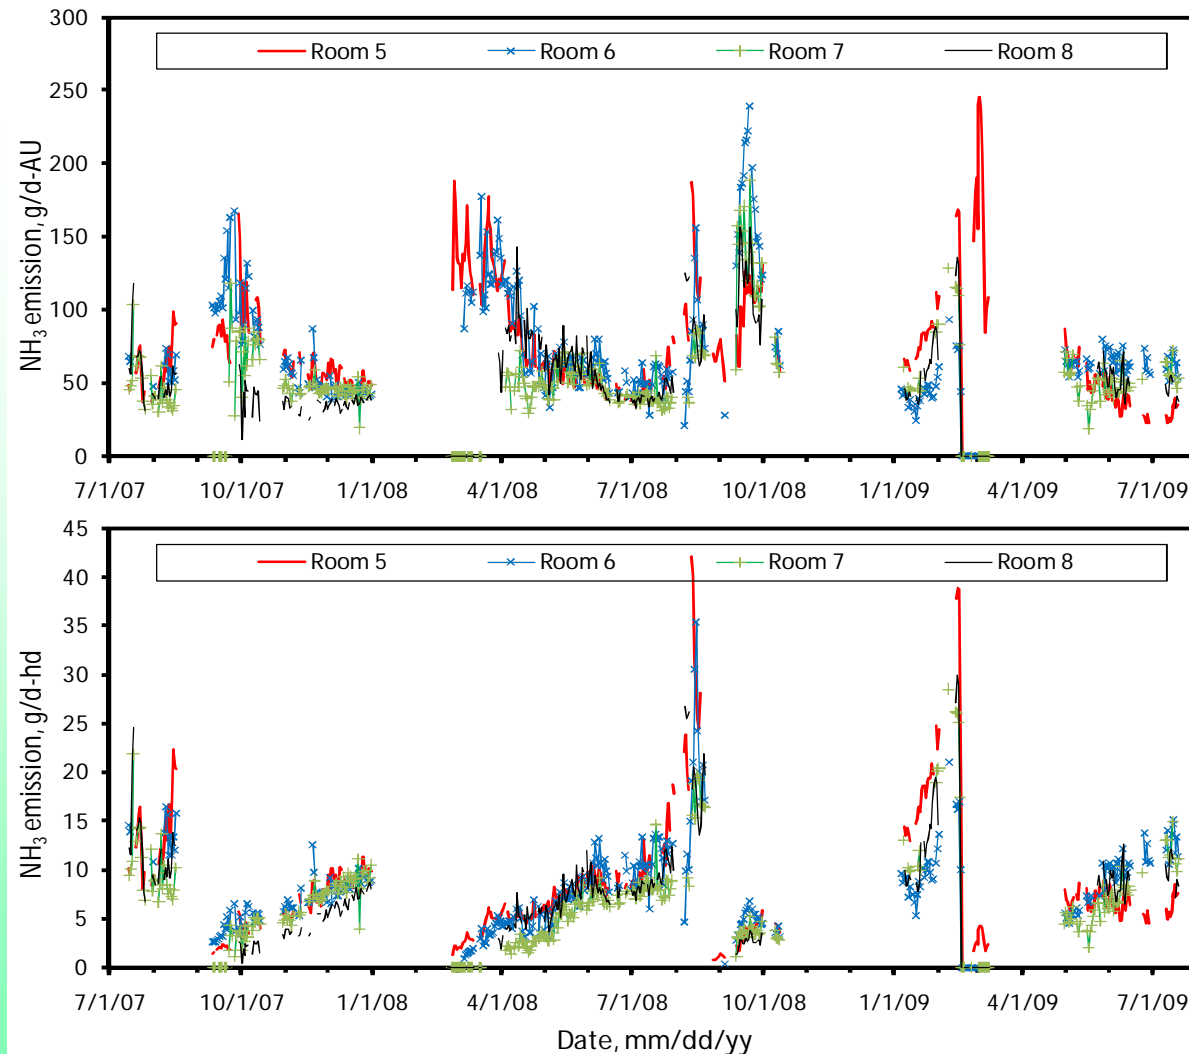 300
250
200
150
100
50
0
NH₃ emission, g/d-AU
Room 5 Room 6 Room 7 Room 8
7/1/07 10/1/07 1/1/08 4/1/08 7/1/08 10/1/08 1/1/09 4/1/09 7/1/09
45
40
35
30
25
20
15
10
5
0
NH₃ emission, g/d-hd
Room 5 Room 6 Room 7 Room 8
7/1/07 10/1/07 1/1/08 4/1/08 7/1/08 10/1/08 1/1/09 4/1/09 7/1/09
Date, mm/dd/yy